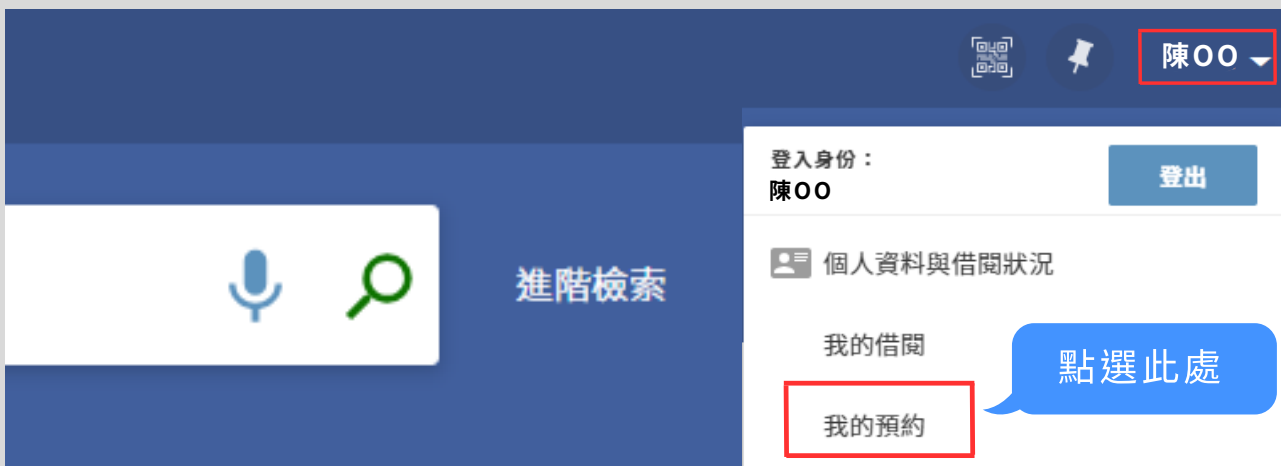 陳OO
登入身份：
陳OO
登出
進階檢索
個人資料與借閱狀況
我的借閱
點選此處
我的預約